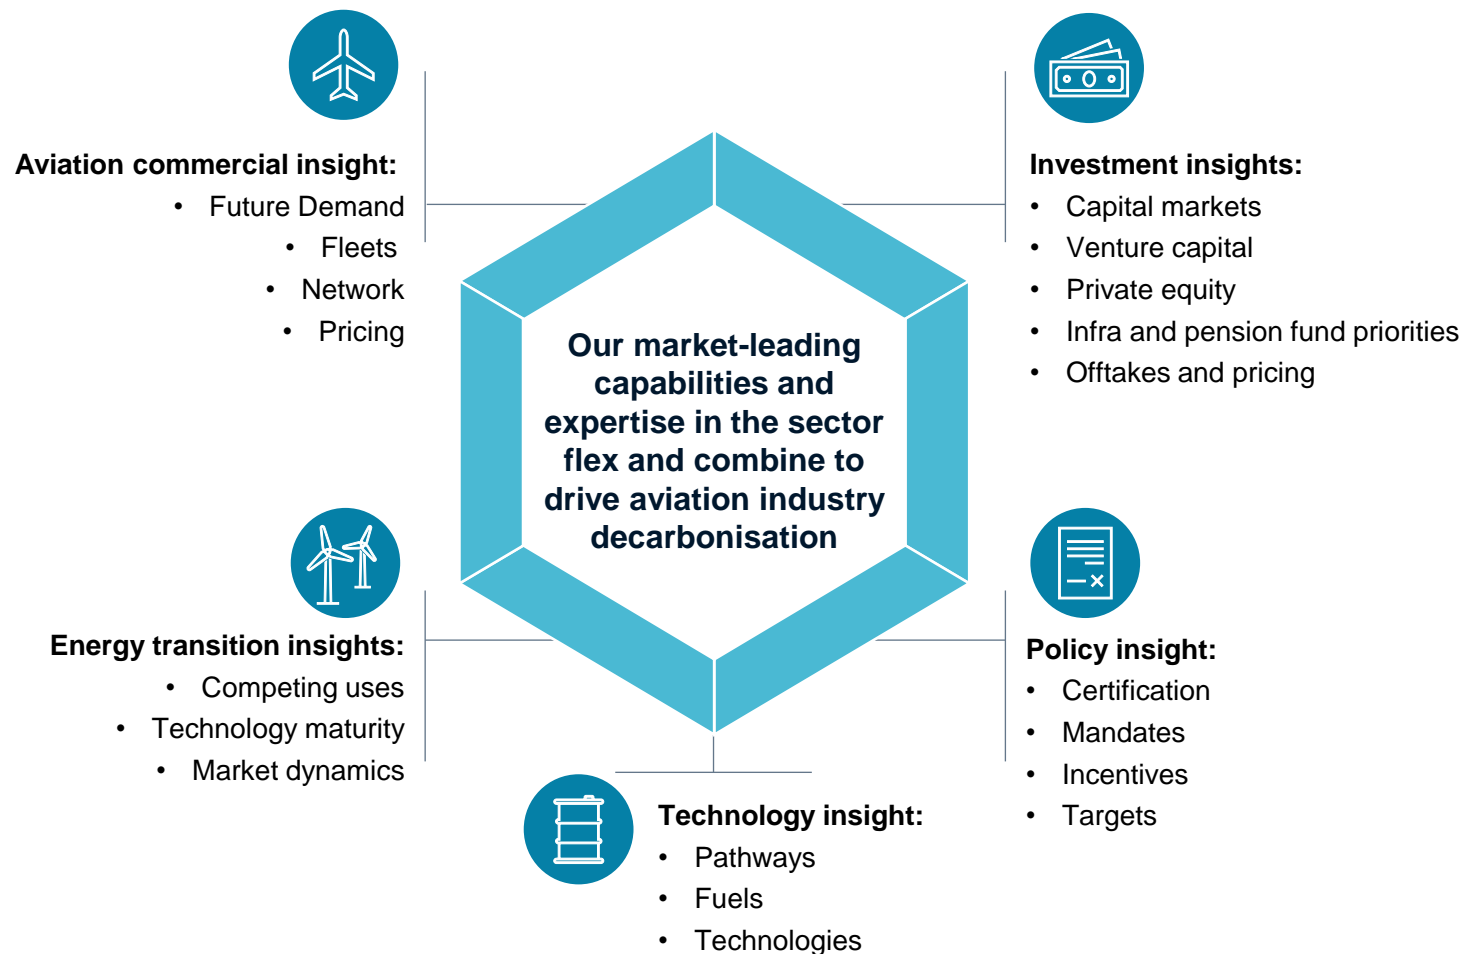 Aviation commercial insight:
• Future Demand
• Fleets
• Network
• Pricing
Investment insights:
• Capital markets
• Venture capital
• Private equity
• Infra and pension fund priorities
• Offtakes and pricing
Our market-leading
capabilities and
expertise in the sector
flex and combine to
drive aviation industry
decarbonisation
Energy transition insights:
• Competing uses
• Technology maturity
• Market dynamics
Policy insight:
• Certification
• Mandates
• Incentives
• Targets
Technology insight:
• Pathways
• Fuels
• Technologies